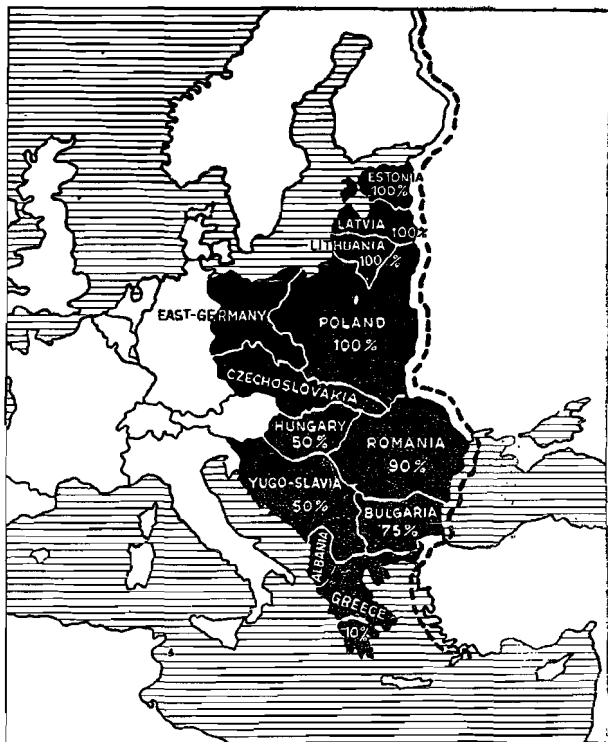 ESTONIA
100%
LATVIA 100%
LITHUANIA
100%
EAST-GERMANY
POLAND
100%
CZECHOSLOVAKIA
HUNGARY
50%
ROMANIA
90%
YUGO-SLAVIA
50%
BULGARIA
75%
ALBANIA
GREECE
10%